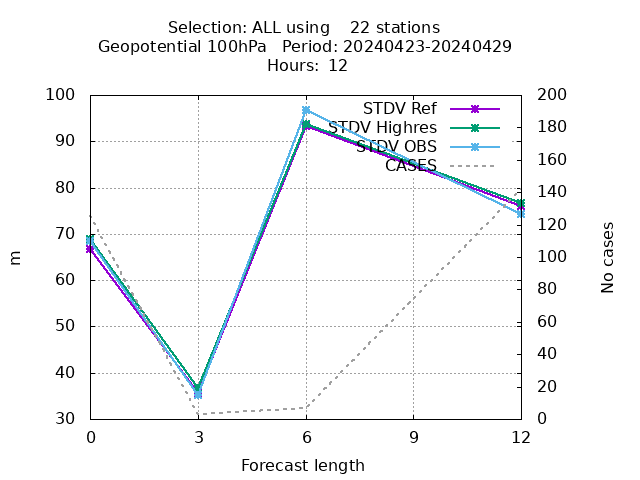 Selection: ALL using    22 stations
Geopotential 100hPa   Period: 20240423-20240429
Hours:  12
STDV Ref
STDV Highres
STDV OBS
CASES
100
90
80
70
60
50
40
30
200
180
160
140
120
100
80
60
40
20
0
m
No cases
0 3 6 9 12
Forecast length